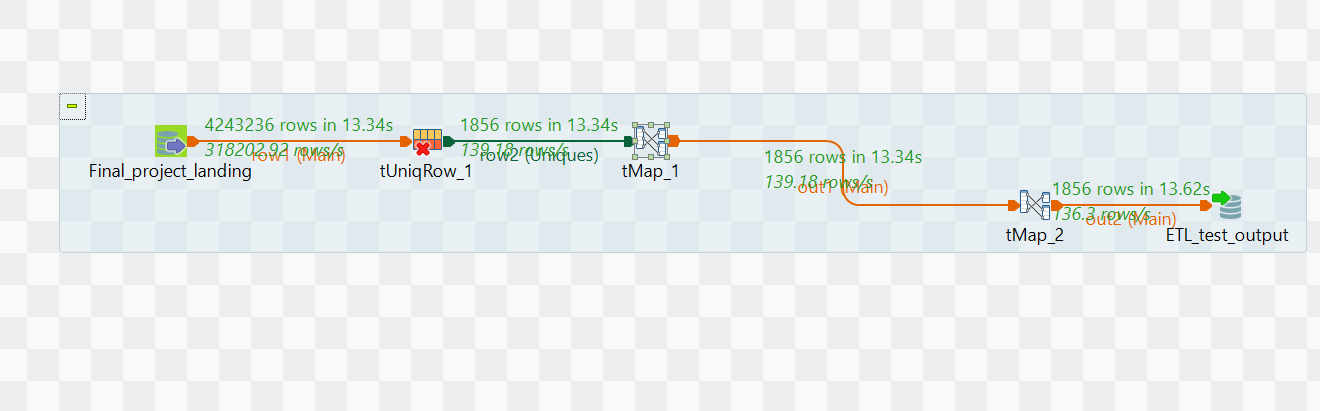 4243236 rows in 13.34s
318202.92 rows/s
row1 (Main)
Final_project_landing
tUniqRow_1
1856 rows in 13.34s
139.18 rows/s
row2 (Uniques)
tMap_1
1856 rows in 13.34s
139.18 rows/s
out1 (Main)
tMap_2
1856 rows in 13.62s
136.3 rows/s
out2 (Main)
ETL_test_output